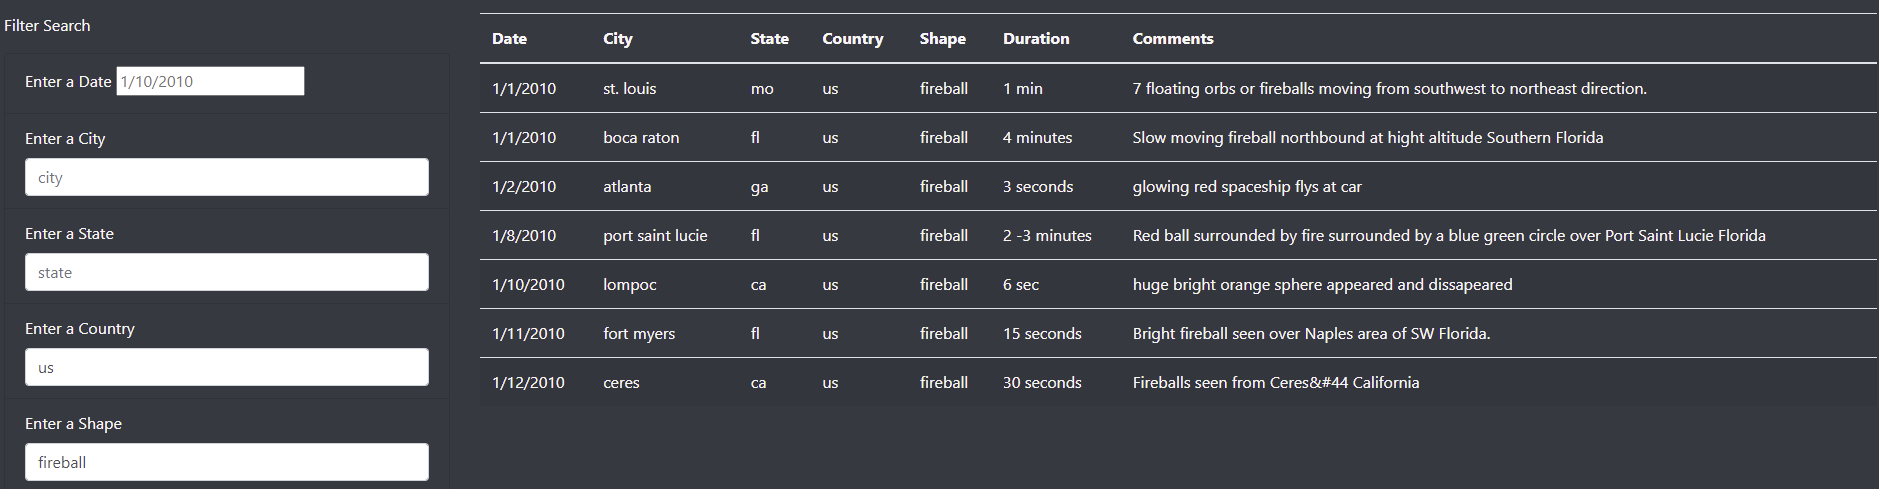 Filter Search
Enter a Date 1/10/2010
Enter a City
city
Enter a State
state
Enter a Country
us
Enter a Shape
fireball
Date City State Country Shape Duration Comments
1/1/2010 st. louis mo us fireball 1 min 7 floating orbs or fireballs moving from southwest to northeast direction.
1/1/2010 boca raton fl us fireball 4 minutes Slow moving fireball northbound at hight altitude Southern Florida
1/2/2010 atlanta ga us fireball 3 seconds glowing red spaceship flys at car
1/8/2010 port saint lucie fl us fireball 2 -3 minutes Red ball surrounded by fire surrounded by a blue green circle over Port Saint Lucie Florida
1/10/2010 lompoc ca us fireball 6 sec huge bright orange sphere appeared and dissapeared
1/11/2010 fort myers fl us fireball 15 seconds Bright fireball seen over Naples area of SW Florida.
1/12/2010 ceres ca us fireball 30 seconds Fireballs seen from Ceres&#44 California